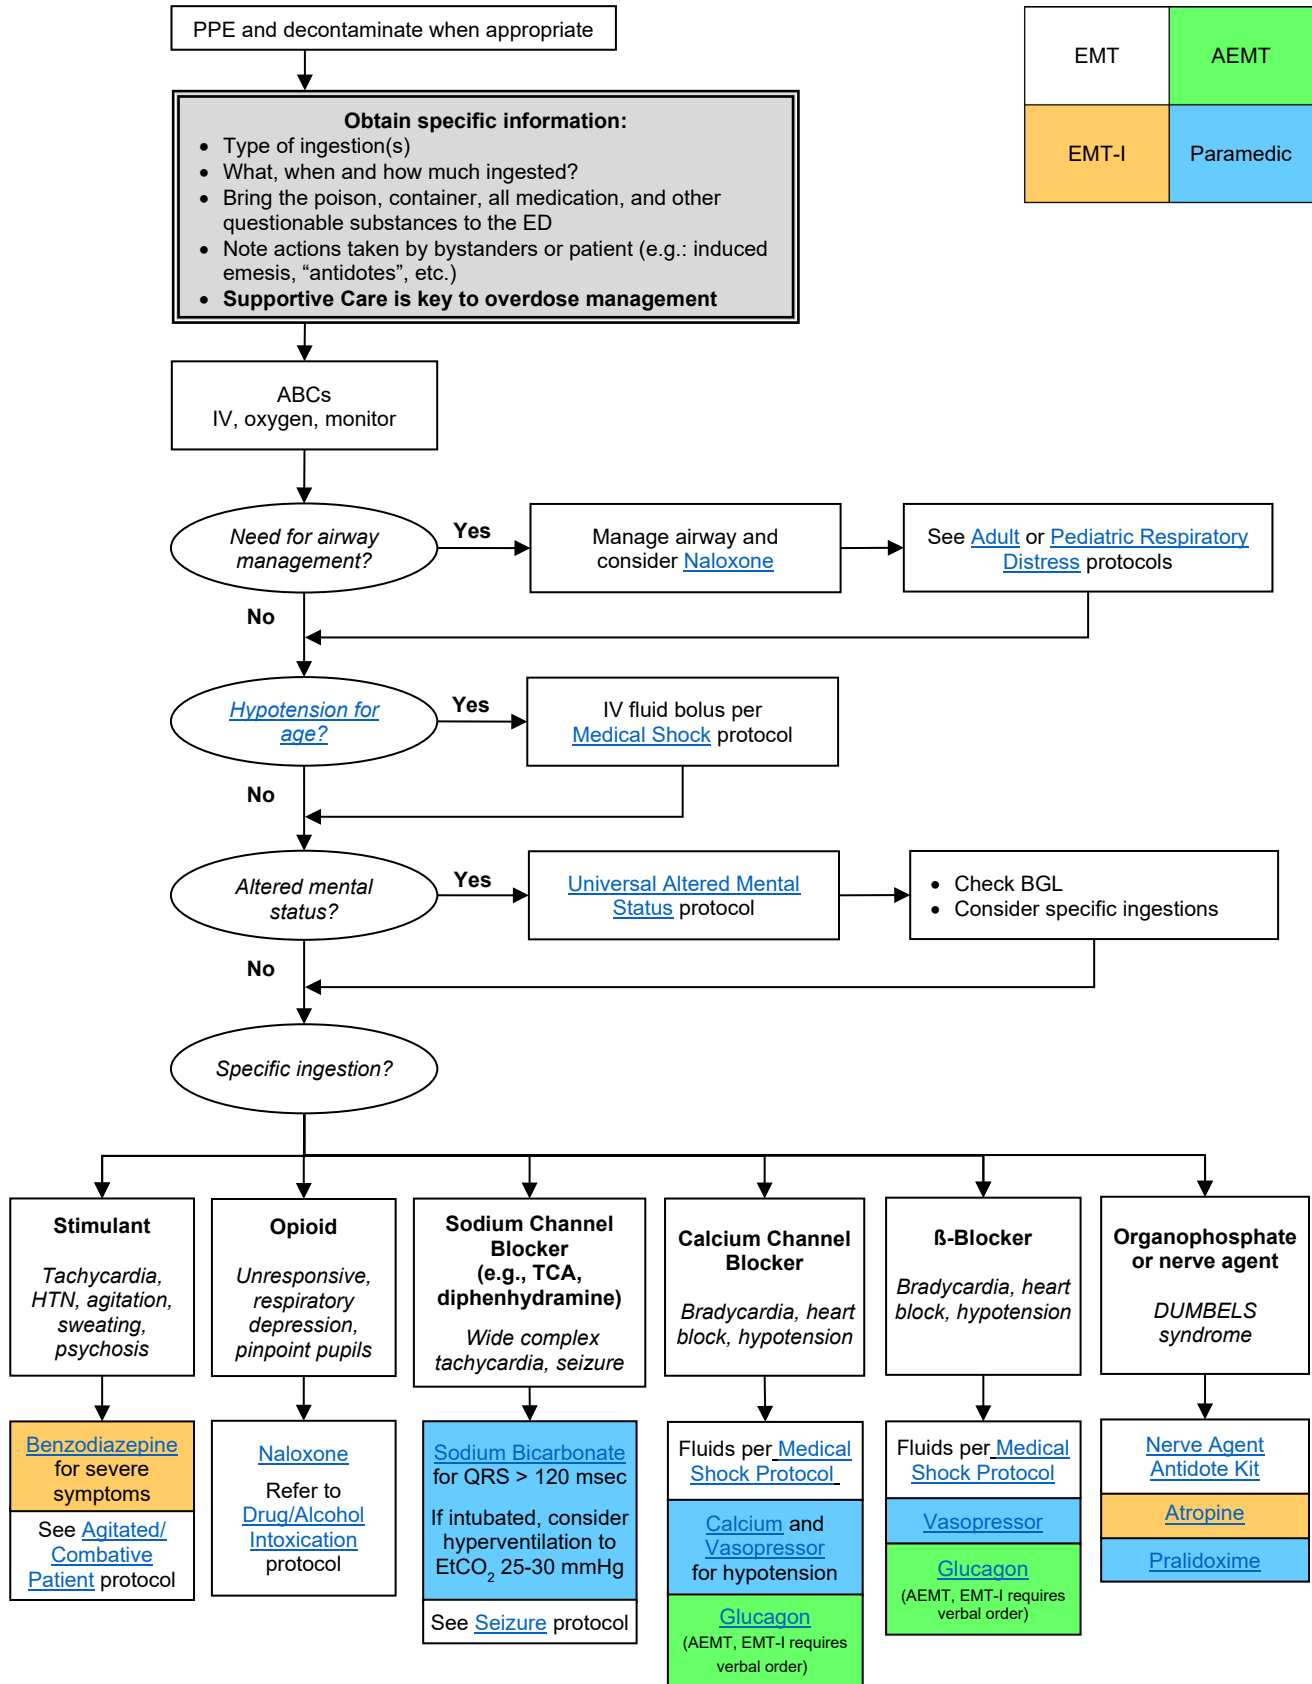 PPE and decontaminate when appropriate
EMT
AEMT
EMT-I
Paramedic
Obtain specific information:
• Type of ingestion(s)
• What, when and how much ingested?
• Bring the poison, container, all medication, and other
questionable substances to the ED
• Note actions taken by bystanders or patient (e.g.: induced
emesis, “antidotes”, etc.)
• Supportive Care is key to overdose management
ABCs
IV, oxygen, monitor
Need for airway
management?
Yes
Manage airway and
consider Naloxone
See Adult or Pediatric Respiratory
Distress protocols
No
Hypotension for
age?
Yes
IV fluid bolus per
Medical Shock protocol
No
Altered mental
status?
Yes
Universal Altered Mental
Status protocol
• Check BGL
• Consider specific ingestions
No
Specific ingestion?
Stimulant
Tachycardia,
HTN, agitation,
sweating,
psychosis
Benzodiazepine
for severe
symptoms
See Agitated/
Combative
Patient protocol
Opioid
Unresponsive,
respiratory
depression,
pinpoint pupils
Naloxone
Refer to
Drug/Alcohol
Intoxication
protocol
Sodium Channel
Blocker
(e.g., TCA,
diphenhydramine)
Wide complex
tachycardia, seizure
Sodium Bicarbonate
for QRS > 120 msec
If intubated, consider
hyperventilation to
EtCO2 25-30 mmHg
See Seizure protocol
Calcium Channel
Blocker
Bradycardia, heart
block, hypotension
Fluids per Medical
Shock Protocol
Calcium and
Vasopressor
for hypotension
Glucagon
(AEMT, EMT-I requires
verbal order)
ß-Blocker
Bradycardia, heart
block, hypotension
Fluids per Medical
Shock Protocol
Vasopressor
Glucagon
(AEMT, EMT-I requires
verbal order)
Organophosphate
or nerve agent
DUMBELS
syndrome
Nerve Agent
Antidote Kit
Atropine
Pralidoxime